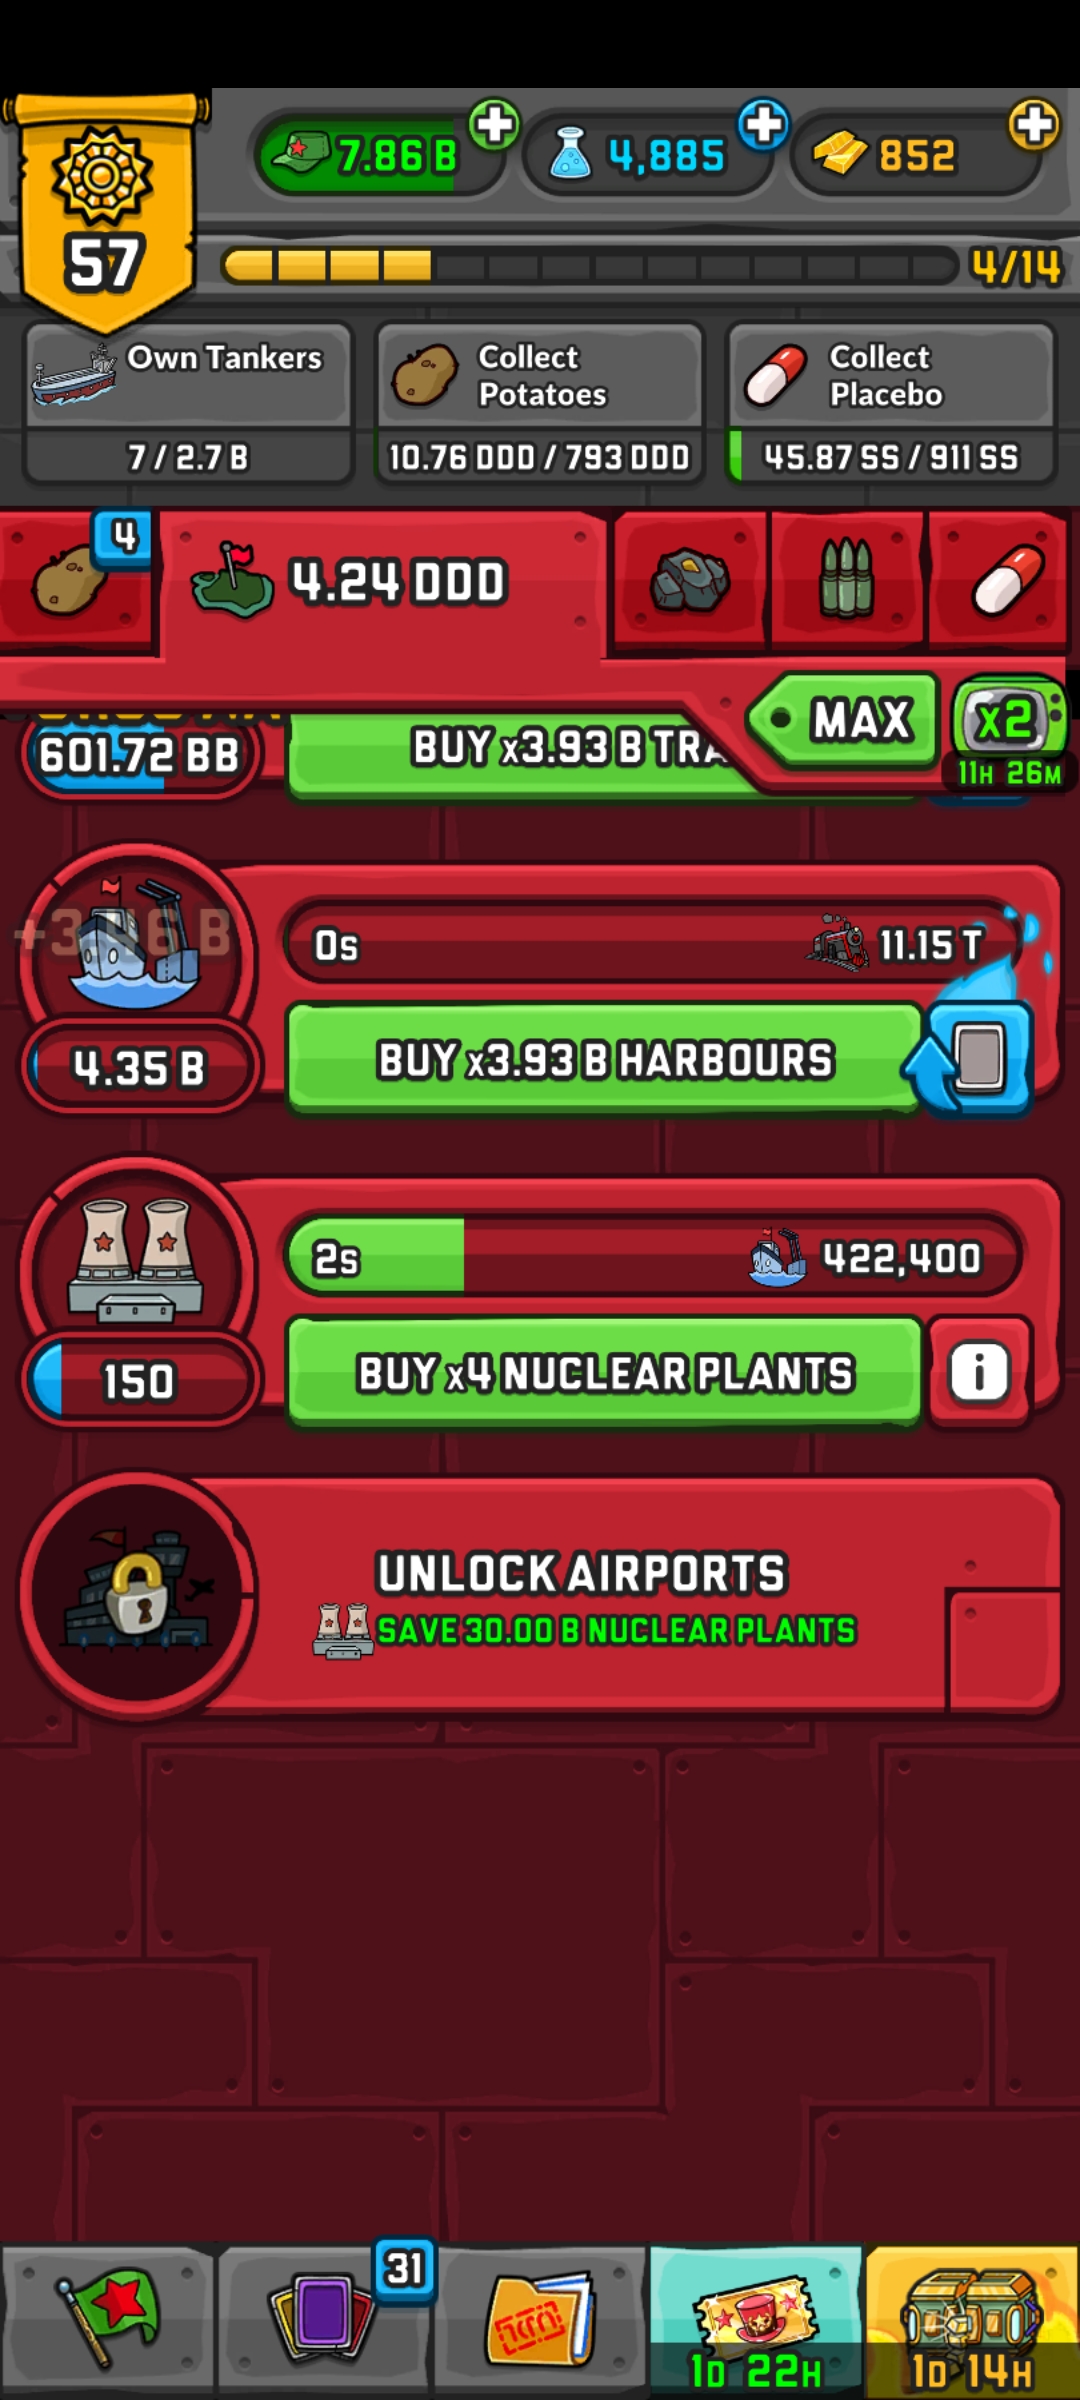 57
7.86 B
4,885
852
4/14
Own Tankers
7 / 2.7 B
Collect
Potatoes
10.76 DDD / 793 DDD
Collect
Placebo
45.87 SS / 911 SS
4
4.24 DDD
MAX
x2
11H 26M
601.72 BB
BUY x3.93 B TRA
+3.46 B
0s
11.15 T
4.35 B
BUY x3.93 B HARBOURS
2s
422,400
150
BUY x4 NUCLEAR PLANTS
i
UNLOCK AIRPORTS
SAVE 30.00 B NUCLEAR PLANTS
31
1D 22H
1D 14H